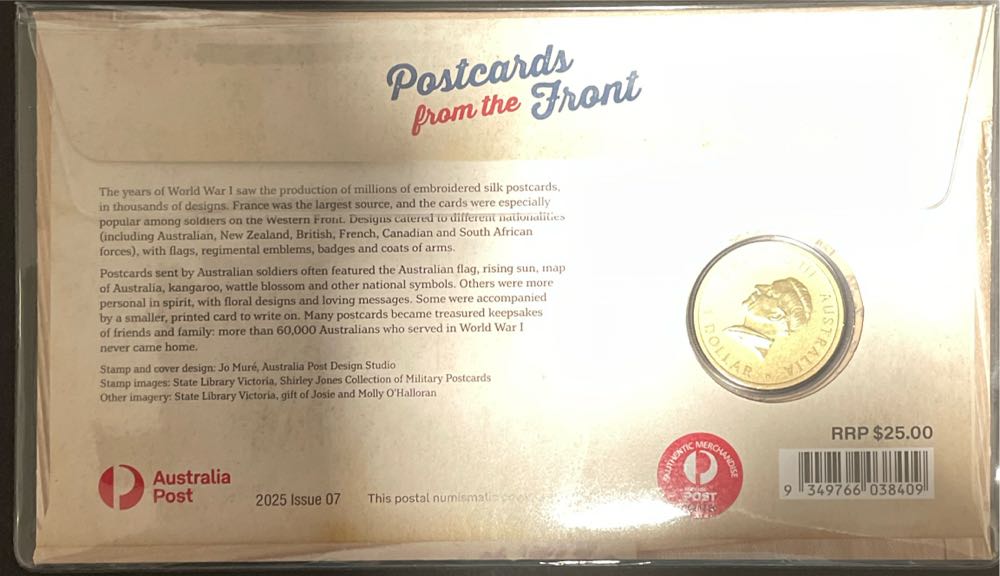 Postcards
from the Front
The years of World War I saw the production of millions of embroidered silk postcards,
in thousands of designs. France was the largest source, and the cards were especially
popular among soldiers on the Western Front. Designs catered to different nationalities
(including Australian, New Zealand, British, French, Canadian and South African
forces), with flags, regimental emblems, badges and coats of arms.
Postcards sent by Australian soldiers often featured the Australian flag, rising sun, map
of Australia, kangaroo, wattle blossom and other national symbols. Others were more
personal in spirit, with floral designs and loving messages. Some were accompanied
by a smaller, printed card to write on. Many postcards became treasured keepsakes
of friends and family: more than 60,000 Australians who served in World War I
never came home.
Stamp and cover design: Jo Muré, Australia Post Design Studio
Stamp images: State Library Victoria, Shirley Jones Collection of Military Postcards
Other imagery: State Library Victoria, gift of Josie and Molly O'Halloran
III AUSTRALIA
1 DOLLAR
RRP $25.00
AUTHENTIC MERCHANDISE
POST
9 349766 038409
Australia
Post
2025 Issue 07
This postal numismatic cover